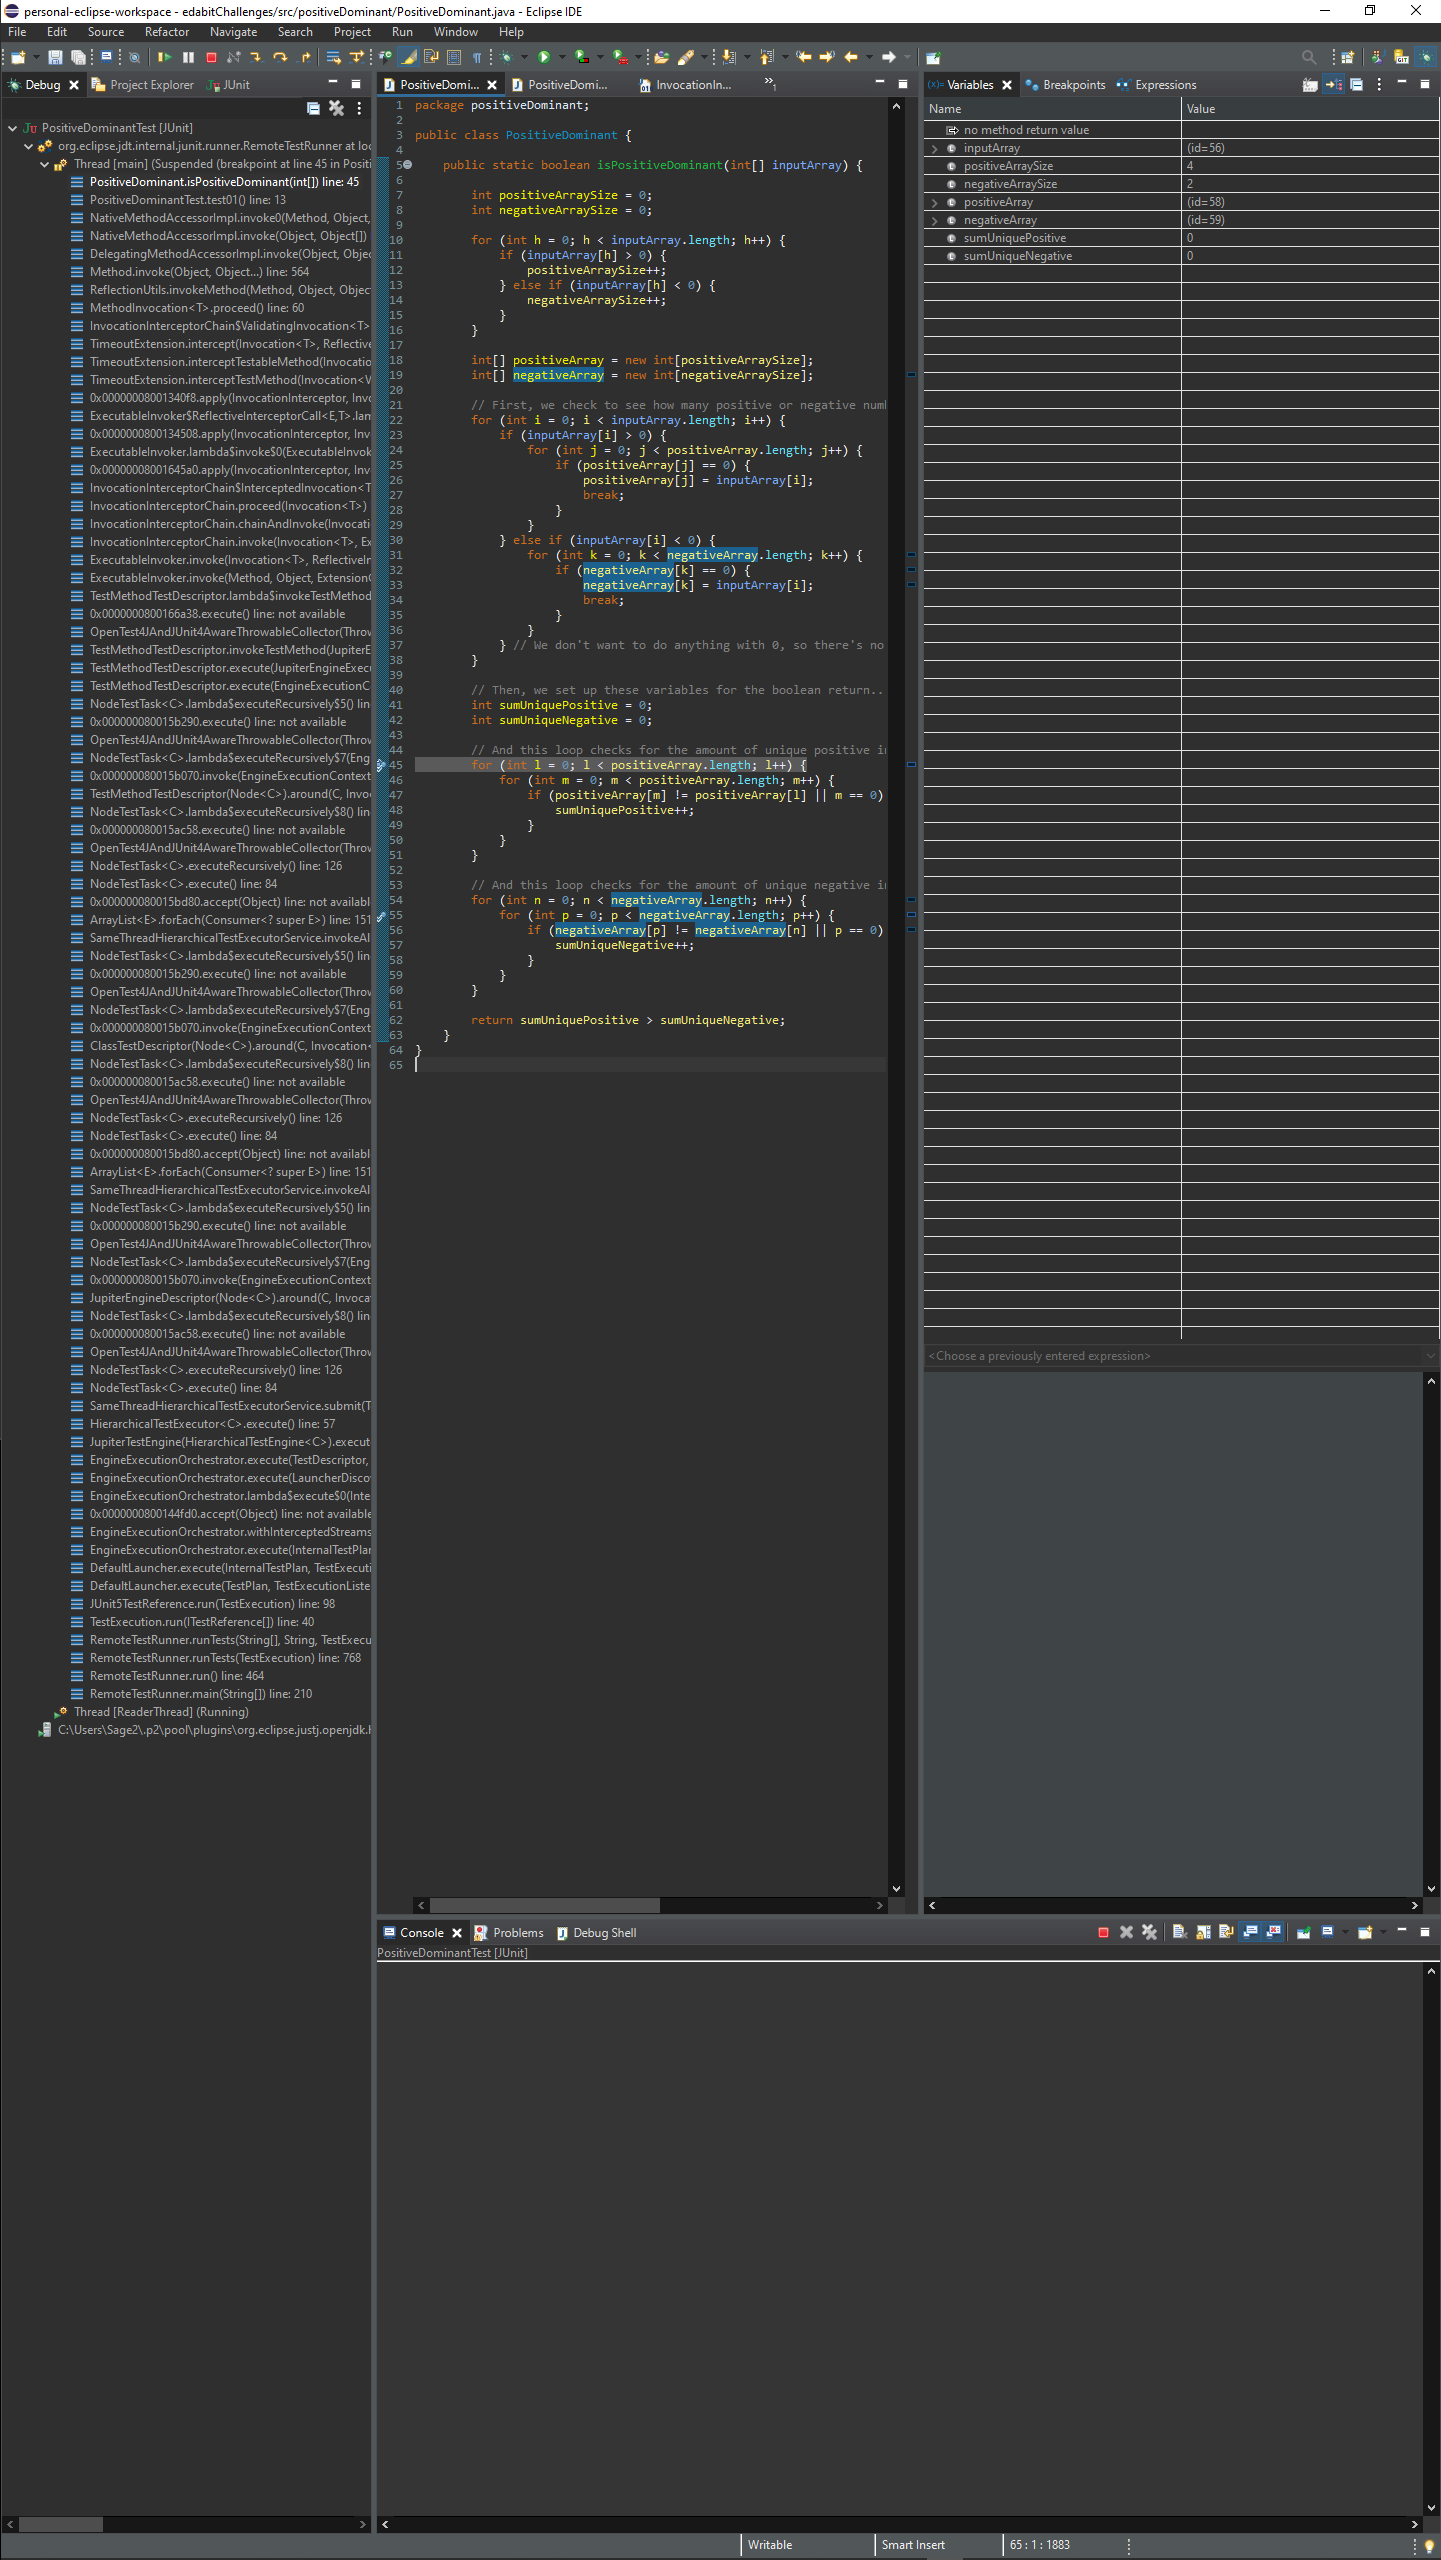 personal-eclipse-workspace - edabitChallenges/src/positiveDominant/PositiveDominant.java - Eclipse IDE
File Edit Source Refactor Navigate Search Project Run Window Help
Debug Project Explorer JUnit
PositiveDominantTest [JUnit]
org.eclipse.jdt.internal.junit.runner.RemoteTestRunner at loc
Thread [main] (Suspended (breakpoint at line 45 in Positi
PositiveDominant.isPositiveDominant(int[]) line: 45
PositiveDominantTest.test01() line: 13
NativeMethodAccessorImpl.invoke0(Method, Object,
NativeMethodAccessorImpl.invoke(Object, Object[])
DelegatingMethodAccessorImpl.invoke(Object, Objec
Method.invoke(Object, Object...) line: 564
ReflectionUtils.invokeMethod(Method, Object, Object
MethodInvocation<T>.proceed() line: 60
InvocationInterceptorChain$ValidatingInvocation<T>
TimeoutExtension.intercept(Invocation<T>, Reflective
TimeoutExtension.interceptTestableMethod(Invocatio
TimeoutExtension.interceptTestMethod(Invocation<V
0x00000008001340f8.apply(InvocationInterceptor, Invo
ExecutableInvoker$ReflectiveInterceptorCall<E,T>.lam
0x0000000800134508.apply(InvocationInterceptor, Inv
ExecutableInvoker.lambda$invoke$0(ExecutableInvok
0x00000008001645a0.apply(InvocationInterceptor, Inv
InvocationInterceptorChain$InterceptedInvocation<T
InvocationInterceptorChain.proceed(Invocation<T>)
InvocationInterceptorChain.chainAndInvoke(Invocati
InvocationInterceptorChain.invoke(Invocation<T>, Ex
ExecutableInvoker.invoke(Invocation<T>, ReflectiveIn
ExecutableInvoker.invoke(Method, Object, Extension(
TestMethodTestDescriptor.lambda$invokeTestMethod
0x0000000800166a38.execute() line: not available
OpenTest4JAndJUnit4AwareThrowableCollector(Throw
TestMethodTestDescriptor.invokeTestMethod(JupiterE
TestMethodTestDescriptor.execute(JupiterEngineExec
TestMethodTestDescriptor.execute(EngineExecutionC
NodeTestTask<C>.lambda$executeRecursively$5() lin
0x000000080015b290.execute() line: not available
OpenTest4JAndJUnit4AwareThrowableCollector(Throw
NodeTestTask<C>.lambda$executeRecursively$7(Eng
0x000000080015b070.invoke(EngineExecutionContext
TestMethodTestDescriptor(Node<C>).around(C, Invoc
NodeTestTask<C>.lambda$executeRecursively$8() lin
0x000000080015ac58.execute() line: not available
OpenTest4JAndJUnit4AwareThrowableCollector(Throw
NodeTestTask<C>.executeRecursively() line: 126
NodeTestTask<C>.execute() line: 84
0x000000080015bd80.accept(Object) line: not availabl
ArrayList<E>.forEach(Consumer<? super E>) line: 151
SameThreadHierarchicalTestExecutorService.invokeAl
NodeTestTask<C>.lambda$executeRecursively$5() lin
0x000000080015b290.execute() line: not available
OpenTest4JAndJUnit4AwareThrowableCollector(Throw
NodeTestTask<C>.lambda$executeRecursively$7(Eng
0x000000080015b070.invoke(EngineExecutionContext
ClassTestDescriptor(Node<C>).around(C, Invocation<
NodeTestTask<C>.lambda$executeRecursively$8() lin
0x000000080015ac58.execute() line: not available
OpenTest4JAndJUnit4AwareThrowableCollector(Throw
NodeTestTask<C>.executeRecursively() line: 126
NodeTestTask<C>.execute() line: 84
0x000000080015bd80.accept(Object) line: not availabl
ArrayList<E>.forEach(Consumer<? super E>) line: 151
SameThreadHierarchicalTestExecutorService.invokeAl
NodeTestTask<C>.lambda$executeRecursively$5() lin
0x000000080015b290.execute() line: not available
OpenTest4JAndJUnit4AwareThrowableCollector(Throw
NodeTestTask<C>.lambda$executeRecursively$7(Eng
0x000000080015b070.invoke(EngineExecutionContext
JupiterEngineDescriptor(Node<C>).around(C, Invocat
NodeTestTask<C>.lambda$executeRecursively$8() lin
0x000000080015ac58.execute() line: not available
OpenTest4JAndJUnit4AwareThrowableCollector(Throw
NodeTestTask<C>.executeRecursively() line: 126
NodeTestTask<C>.execute() line: 84
SameThreadHierarchicalTestExecutorService.submit(T
HierarchicalTestExecutor<C>.execute() line: 57
JupiterTestEngine(HierarchicalTestEngine<C>).execut
EngineExecutionOrchestrator.execute(TestDescriptor,
EngineExecutionOrchestrator.execute(LauncherDisco
EngineExecutionOrchestrator.lambda$execute$0(Inte
0x0000000800144fd0.accept(Object) line: not available
EngineExecutionOrchestrator.withInterceptedStreams
EngineExecutionOrchestrator.execute(InternalTestPlan
DefaultLauncher.execute(InternalTestPlan, TestExecuti
DefaultLauncher.execute(TestPlan, TestExecutionListe
JUnit5TestReference.run(TestExecution) line: 98
TestExecution.run(ITestReference[]) line: 40
RemoteTestRunner.runTests(String[], String, TestExecu
RemoteTestRunner.runTests(TestExecution) line: 768
RemoteTestRunner.run() line: 464
RemoteTestRunner.main(String[]) line: 210
Thread [ReaderThread] (Running)
C:\Users\Sage2\.p2\pool\plugins\org.eclipse.justj.openjdk.h
PositiveDomi... PositiveDomi... InvocationIn... »1
1 package positiveDominant;
2
3 public class PositiveDominant {
4
5 public static boolean isPositiveDominant(int[] inputArray) {
6
7 int positiveArraySize = 0;
8 int negativeArraySize = 0;
9
10 for (int h = 0; h < inputArray.length; h++) {
11 if (inputArray[h] > 0) {
12 positiveArraySize++;
13 } else if (inputArray[h] < 0) {
14 negativeArraySize++;
15 }
16 }
17
18 int[] positiveArray = new int[positiveArraySize];
19 int[] negativeArray = new int[negativeArraySize];
20
21 // First, we check to see how many positive or negative num
22 for (int i = 0; i < inputArray.length; i++) {
23 if (inputArray[i] > 0) {
24 for (int j = 0; j < positiveArray.length; j++) {
25 if (positiveArray[j] == 0) {
26 positiveArray[j] = inputArray[i];
27 break;
28 }
29 }
30 } else if (inputArray[i] < 0) {
31 for (int k = 0; k < negativeArray.length; k++) {
32 if (negativeArray[k] == 0) {
33 negativeArray[k] = inputArray[i];
34 break;
35 }
36 }
37 } // We don't want to do anything with 0, so there's no
38 }
39
40 // Then, we set up these variables for the boolean return..
41 int sumUniquePositive = 0;
42 int sumUniqueNegative = 0;
43
44 // And this loop checks for the amount of unique positive in
45 for (int l = 0; l < positiveArray.length; l++) {
46 for (int m = 0; m < positiveArray.length; m++) {
47 if (positiveArray[m] != positiveArray[l] || m == 0)
48 sumUniquePositive++;
49 }
50 }
51 }
52
53 // And this loop checks for the amount of unique negative in
54 for (int n = 0; n < negativeArray.length; n++) {
55 for (int p = 0; p < negativeArray.length; p++) {
56 if (negativeArray[p] != negativeArray[n] || p == 0)
57 sumUniqueNegative++;
58 }
59 }
60 }
61
62 return sumUniquePositive > sumUniqueNegative;
63 }
64 }
65
Variables Breakpoints Expressions
Name Value
no method return value
inputArray (id=56)
positiveArraySize 4
negativeArraySize 2
positiveArray (id=58)
negativeArray (id=59)
sumUniquePositive 0
sumUniqueNegative 0
<Choose a previously entered expression>
Console Problems Debug Shell
PositiveDominantTest [JUnit]
Writable Smart Insert 65 : 1 : 1883